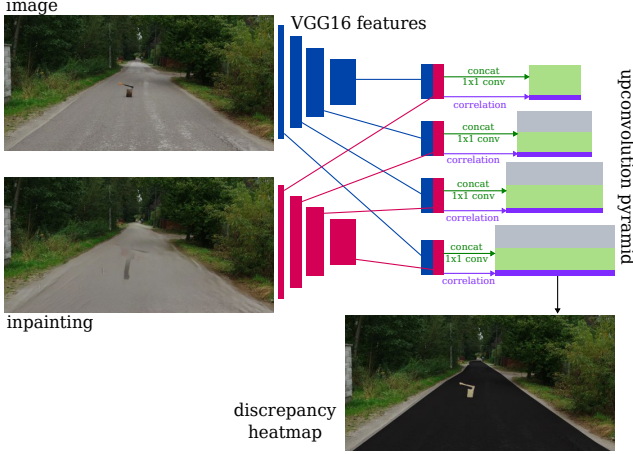 image
VGG16 features
concat
1x1 conv
correlation
concat
1x1 conv
correlation
concat
1x1 conv
correlation
concat
1x1 conv
correlation
upconvolution pyramid
inpainting
discrepancy
heatmap